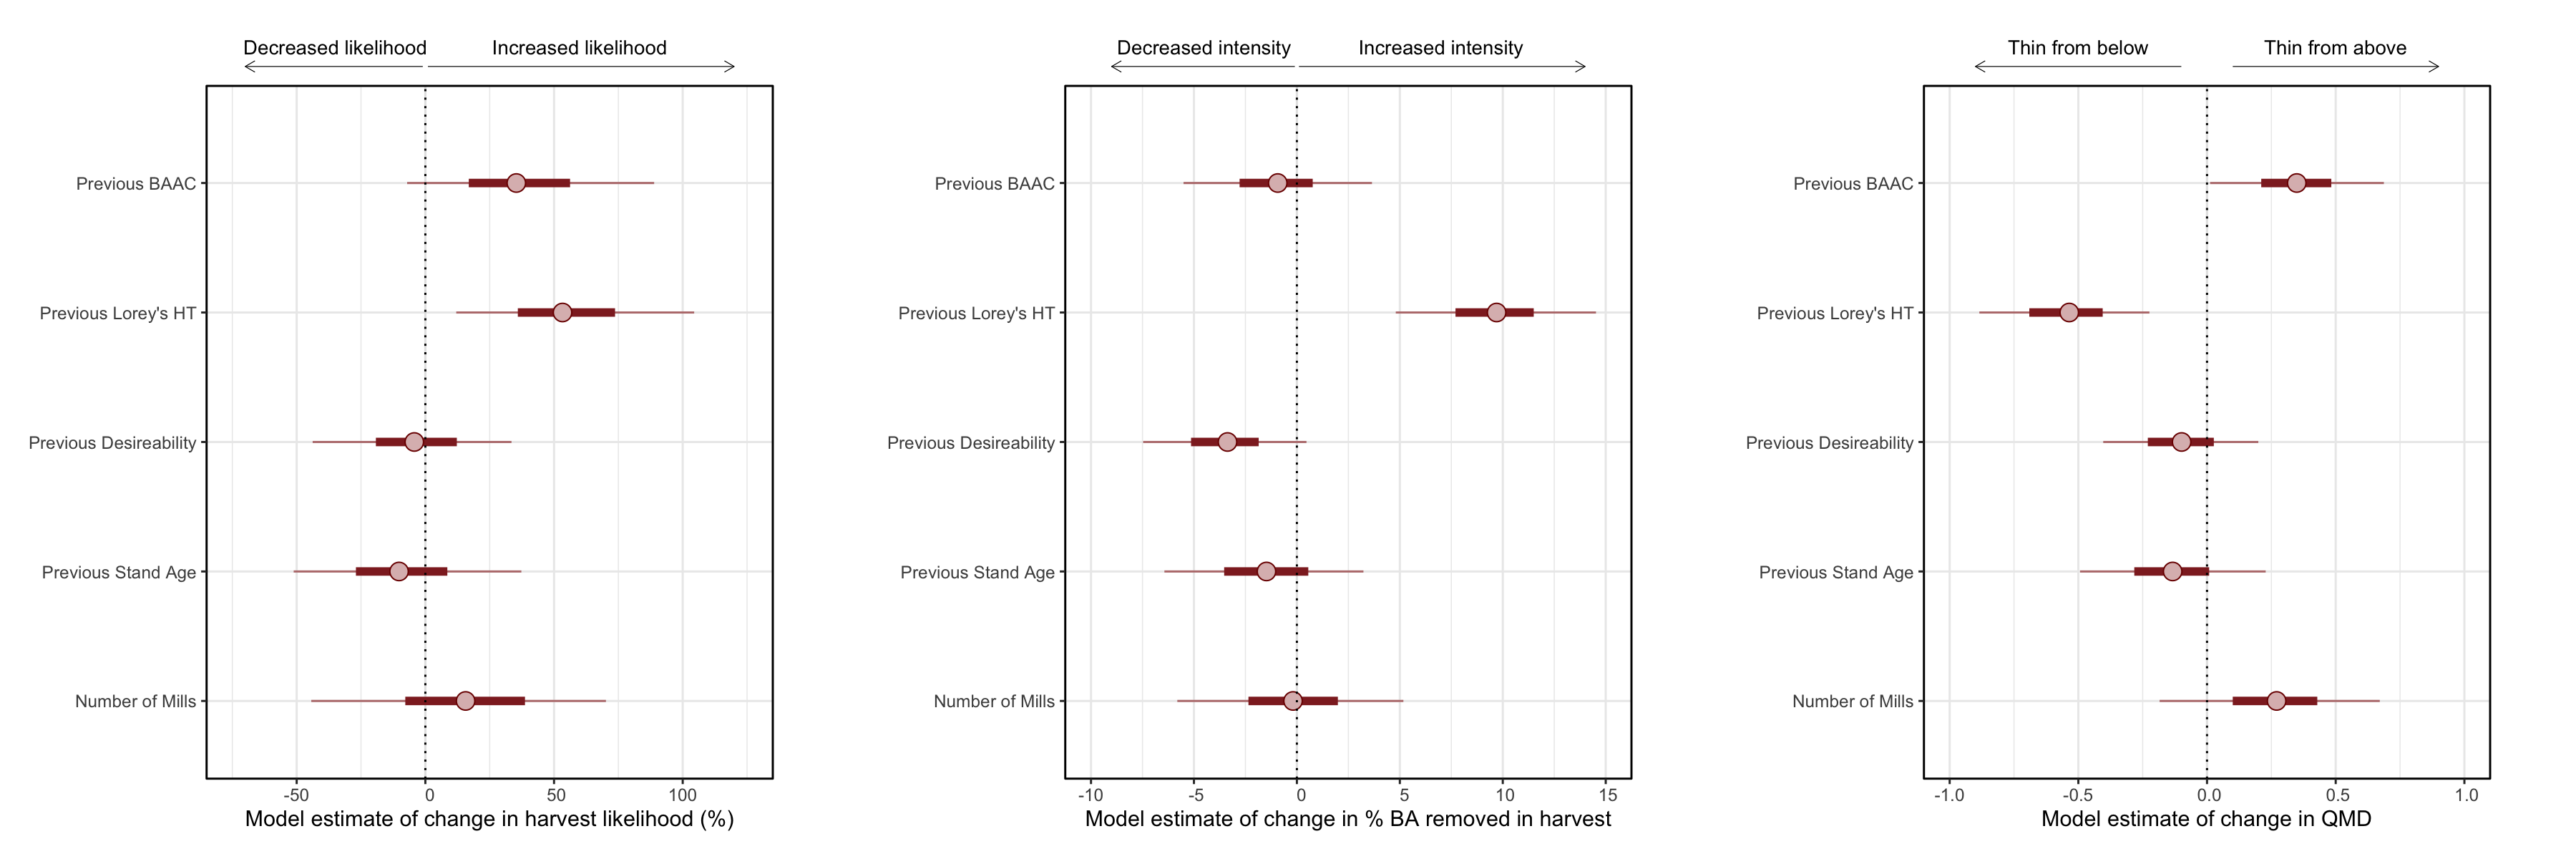 Decreased likelihood Increased likelihood
Previous BAAC
Previous Lorey's HT
Previous Desireability
Previous Stand Age
Number of Mills
-50 0 50 100
Model estimate of change in harvest likelihood (%)
Decreased intensity Increased intensity
Previous BAAC
Previous Lorey's HT
Previous Desireability
Previous Stand Age
Number of Mills
-10 -5 0 5 10 15
Model estimate of change in % BA removed in harvest
Thin from below Thin from above
Previous BAAC
Previous Lorey's HT
Previous Desireability
Previous Stand Age
Number of Mills
-1.0 -0.5 0.0 0.5 1.0
Model estimate of change in QMD